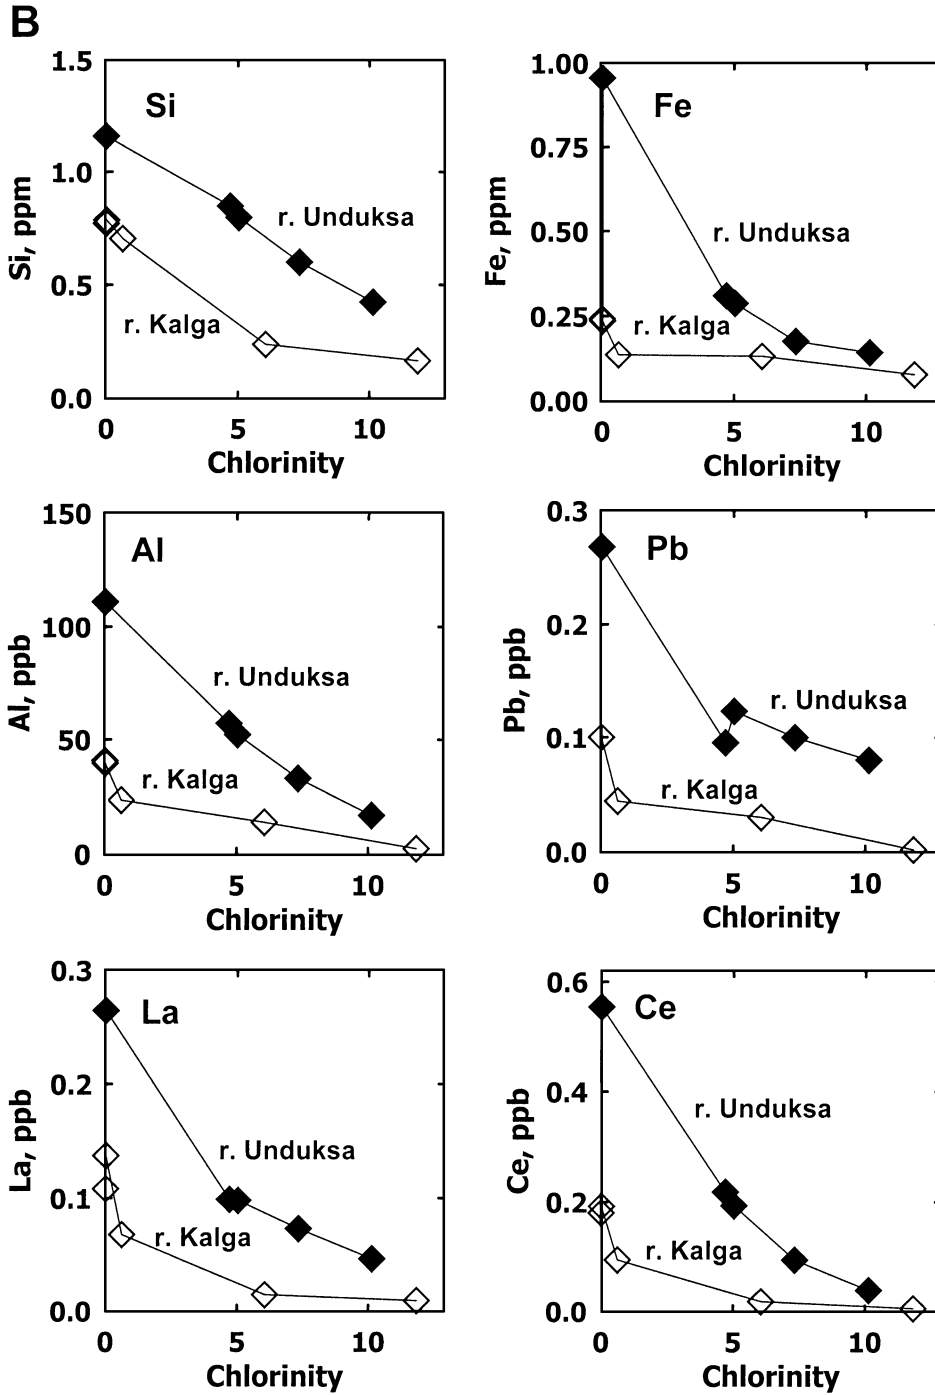 B
Si
Si, ppm
1.5
1.0
0.5
0.0
r. Unduksa
r. Kalga
0 5 10
Chlorinity
Fe
Fe, ppm
1.00
0.75
0.50
0.25
0.00
r. Unduksa
r. Kalga
0 5 10
Chlorinity
Al
Al, ppb
150
100
50
0
r. Unduksa
r. Kalga
0 5 10
Chlorinity
Pb
Pb, ppb
0.3
0.2
0.1
0.0
r. Unduksa
r. Kalga
0 5 10
Chlorinity
La
La, ppb
0.3
0.2
0.1
0.0
r. Unduksa
r. Kalga
0 5 10
Chlorinity
Ce
Ce, ppb
0.6
0.4
0.2
0.0
r. Unduksa
r. Kalga
0 5 10
Chlorinity